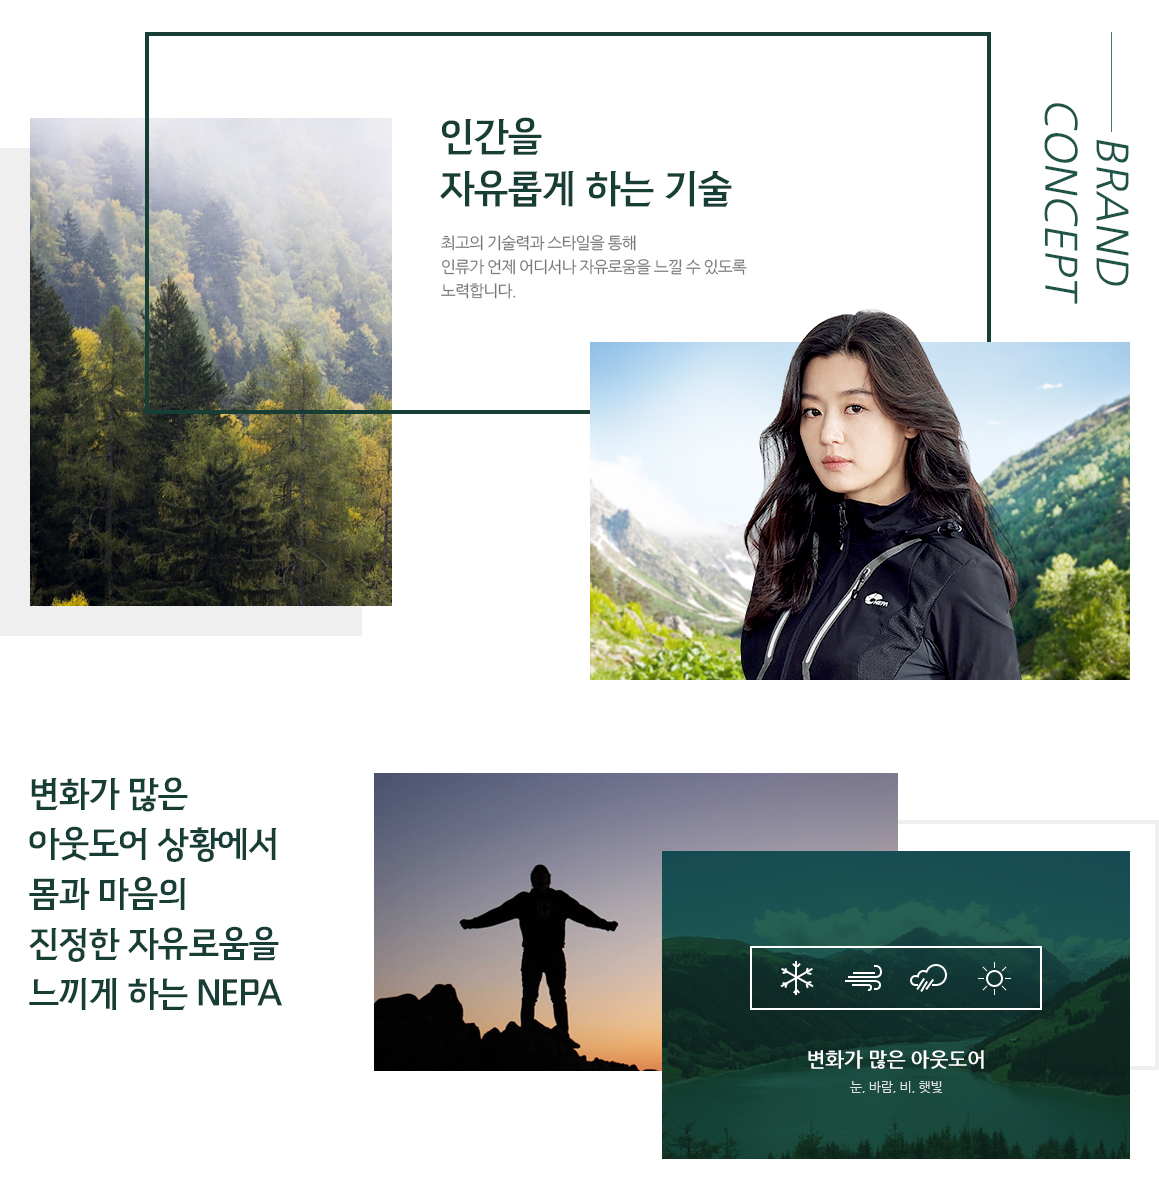 BRAND
CONCEPT
인간을
자유롭게 하는 기술
최고의 기술력과 스타일을 통해
인류가 언제 어디서나 자유로움을 느낄 수 있도록
노력합니다.
NEPA
변화가 많은
아웃도어 상황에서
몸과 마음의
진정한 자유로움을
느끼게 하는 NEPA
변화가 많은 아웃도어
눈, 바람, 비, 햇빛